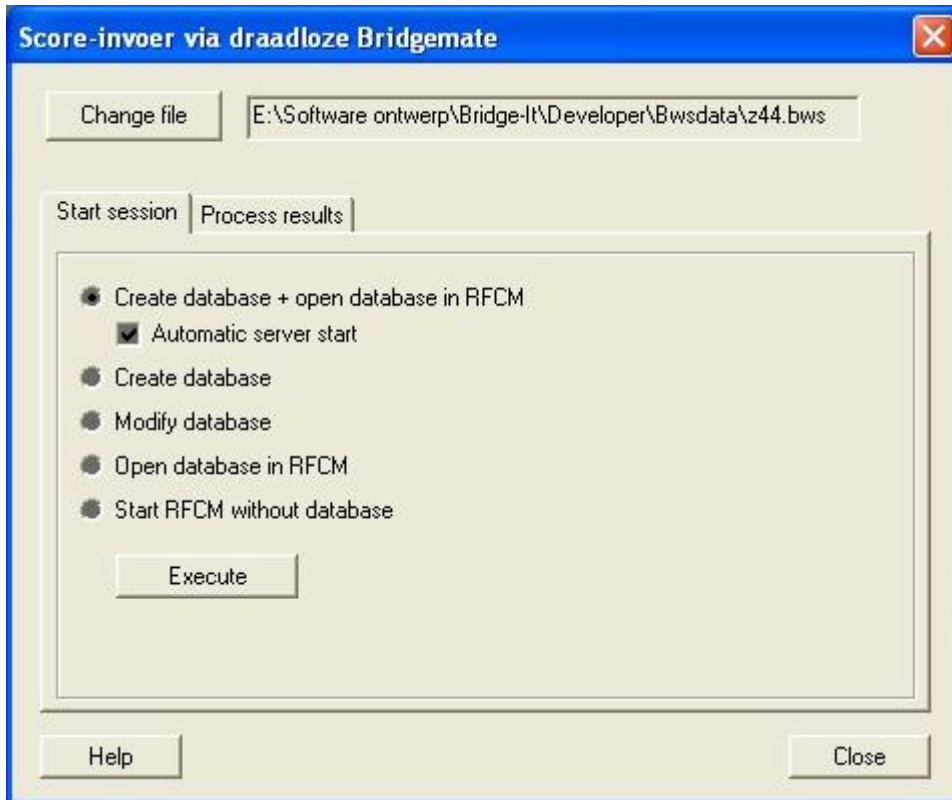 Score-invoer via draadloze Bridgemate
Change file
E:\Software ontwerp\Bridge-It\Developer\Bwsdata\z44.bws
Start session
Process results
Create database + open database in RFCM
Automatic server start
Create database
Modify database
Open database in RFCM
Start RFCM without database
Execute
Help
Close